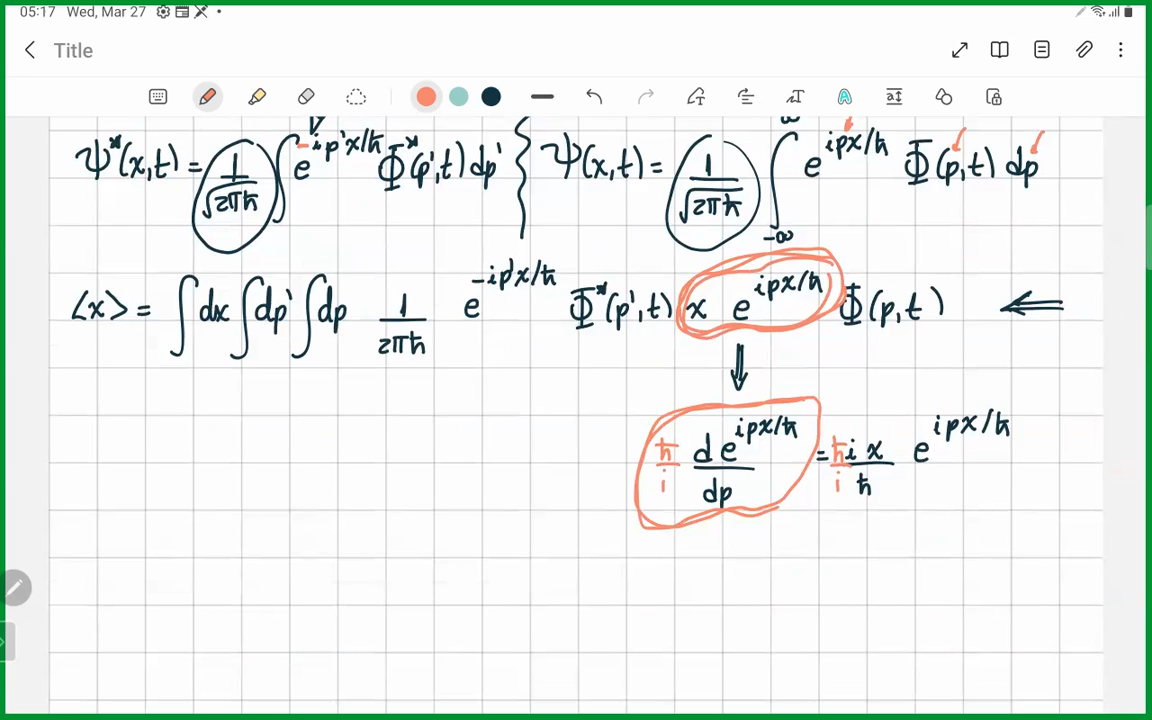 05:17 Wed, Mar 27
Title
Ψ*(x,t) = 1/√2πħ ∫ e^-ip'x/ħ Φ*(p',t) dp' Ψ(x,t) = 1/√2πħ ∫_-∞^∞ e^ipx/ħ Φ(p,t) dp
⟨x⟩ = ∫dx ∫dp' ∫dp 1/2πħ e^-ip'x/ħ Φ*(p',t) x e^ipx/ħ Φ(p,t) ⇐
⇓
ħ/i de^ipx/ħ/dp = ħ/i ix/ħ e^ipx/ħ